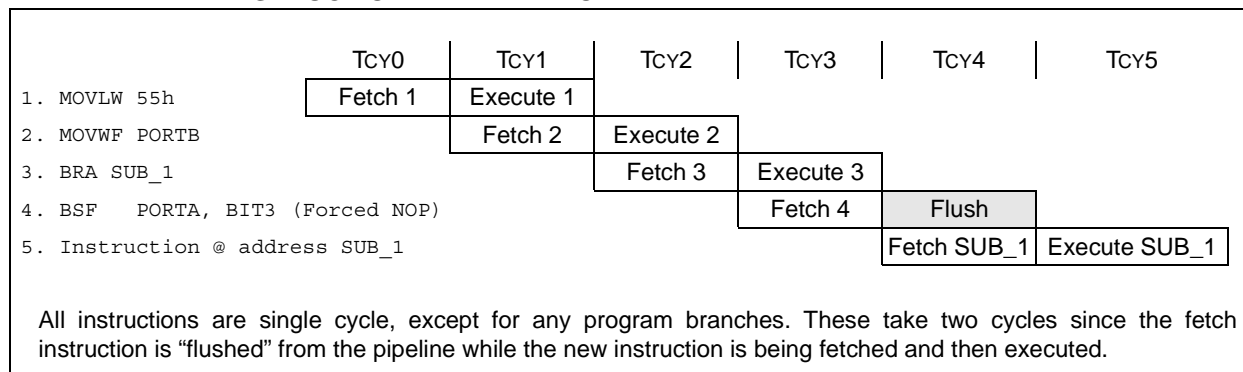 TCY0 TCY1 TCY2 TCY3 TCY4 TCY5
1. MOVLW 55h Fetch 1 Execute 1
2. MOVWF PORTB Fetch 2 Execute 2
3. BRA SUB_1 Fetch 3 Execute 3
4. BSF PORTA, BIT3 (Forced NOP) Fetch 4 Flush
5. Instruction @ address SUB_1 Fetch SUB_1 Execute SUB_1
All instructions are single cycle, except for any program branches. These take two cycles since the fetch
instruction is “flushed” from the pipeline while the new instruction is being fetched and then executed.